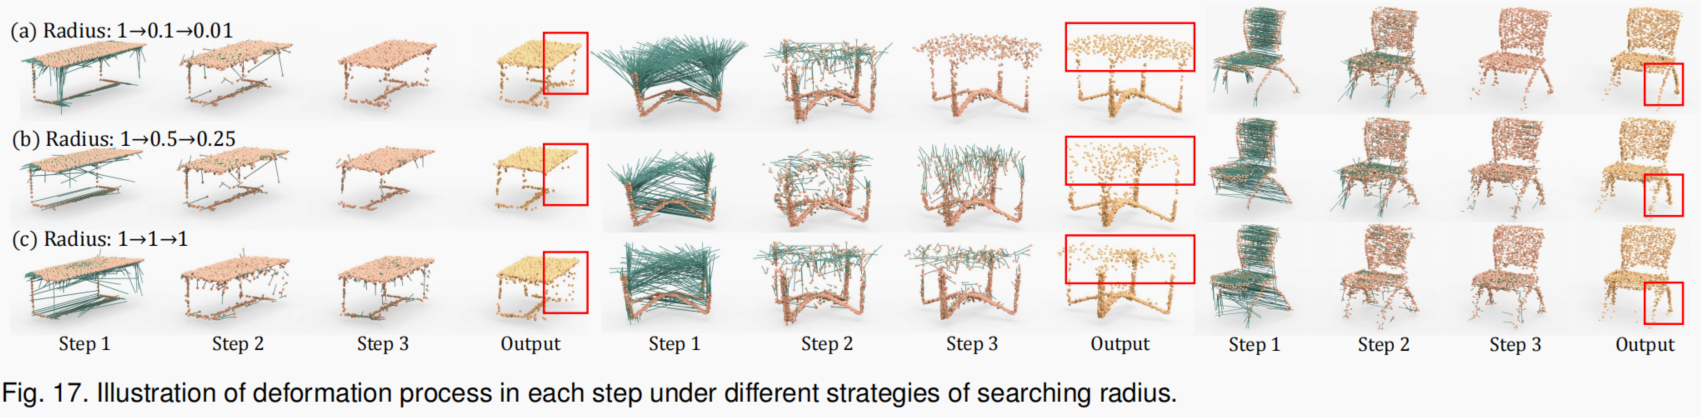 (a) Radius: 1→0.1→0.01
(b) Radius: 1→0.5→0.25
(c) Radius: 1→1→1
Step 1 Step 2 Step 3 Output Step 1 Step 2 Step 3 Output Step 1 Step 2 Step 3 Output
Fig. 17. Illustration of deformation process in each step under different strategies of searching radius.